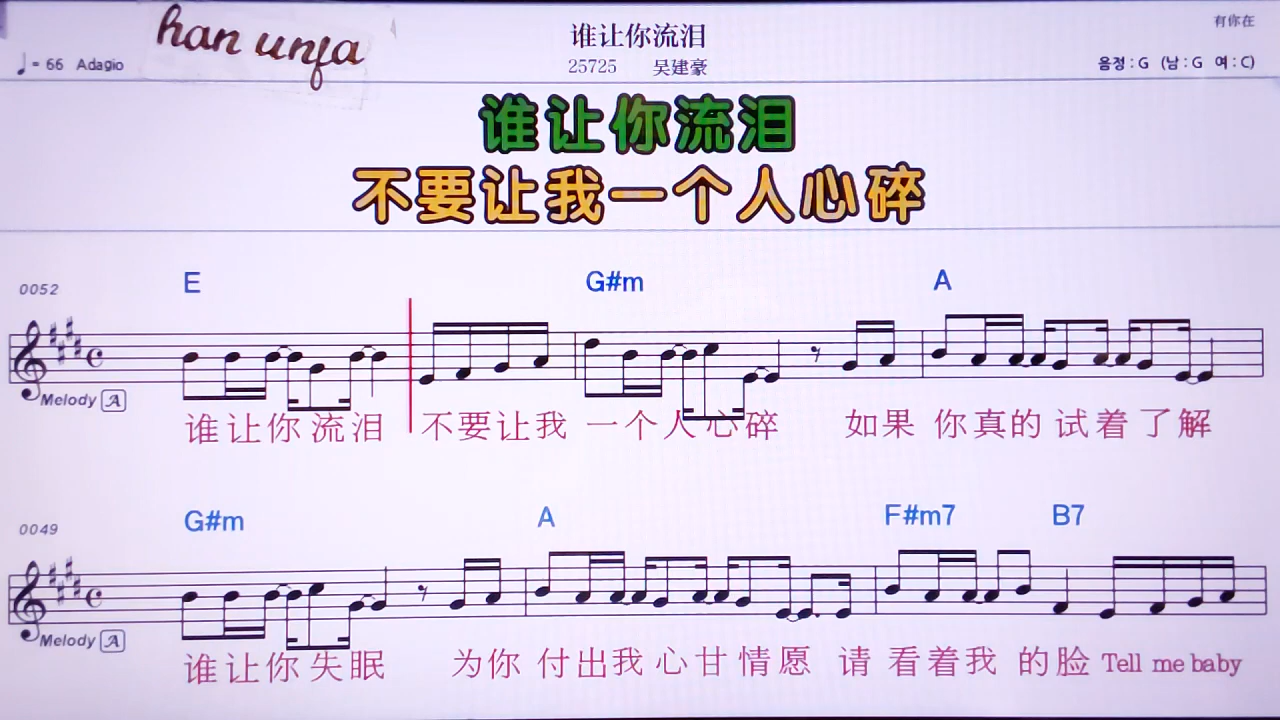 han unfa
谁让你流泪
有你在
♩= 66 Adagio
25725 吴建豪
음정 : G (남 : G 여 : C)
谁让你流泪
不要让我一个人心碎
0052
E G#m A
Melody A
谁让你流泪 不要让我 一个人心碎 如果 你真的 试着了解
0049
G#m A F#m7 B7
Melody A
谁让你失眠 为你 付出我 心甘情愿 请 看着我 的脸 Tell me baby